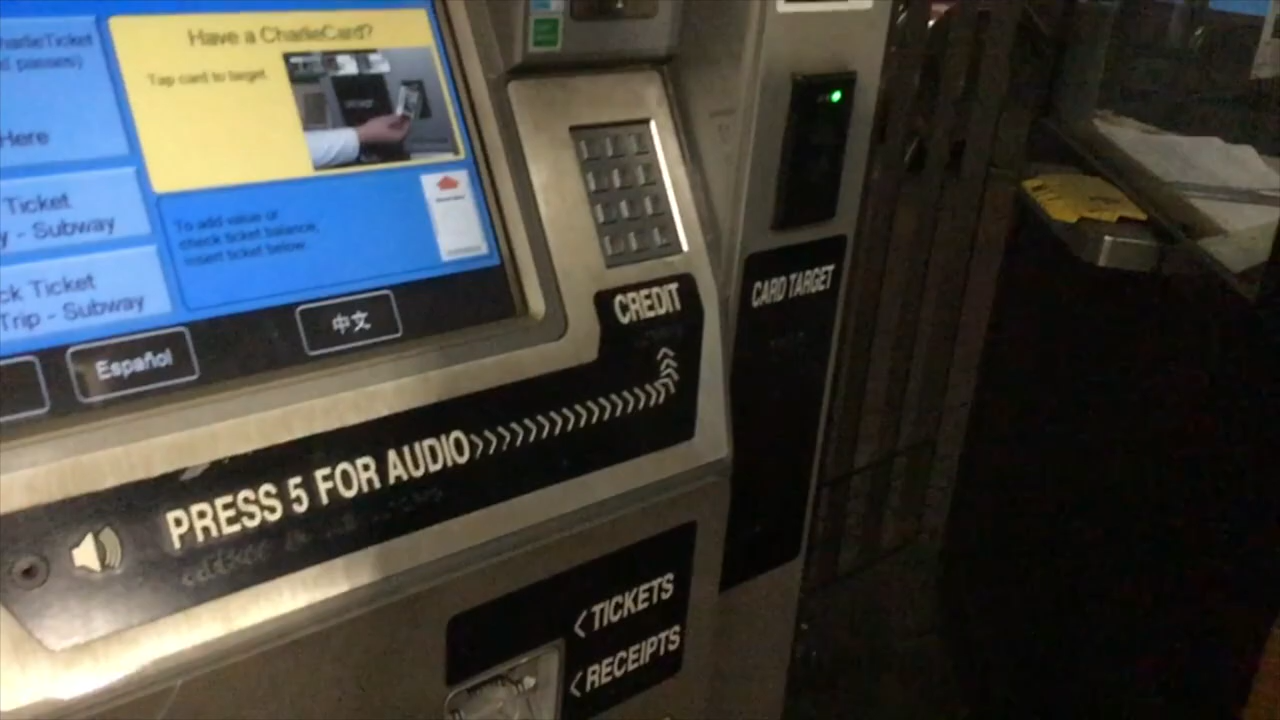 CharlieTicket
d passes)
Here
Ticket
y - Subway
ck Ticket
Trip - Subway
Have a CharlieCard?
Tap card to target.
To add value or
check ticket balance,
insert ticket below.
Español
中文
CREDIT
CARD TARGET
PRESS 5 FOR AUDIO
TICKETS
RECEIPTS